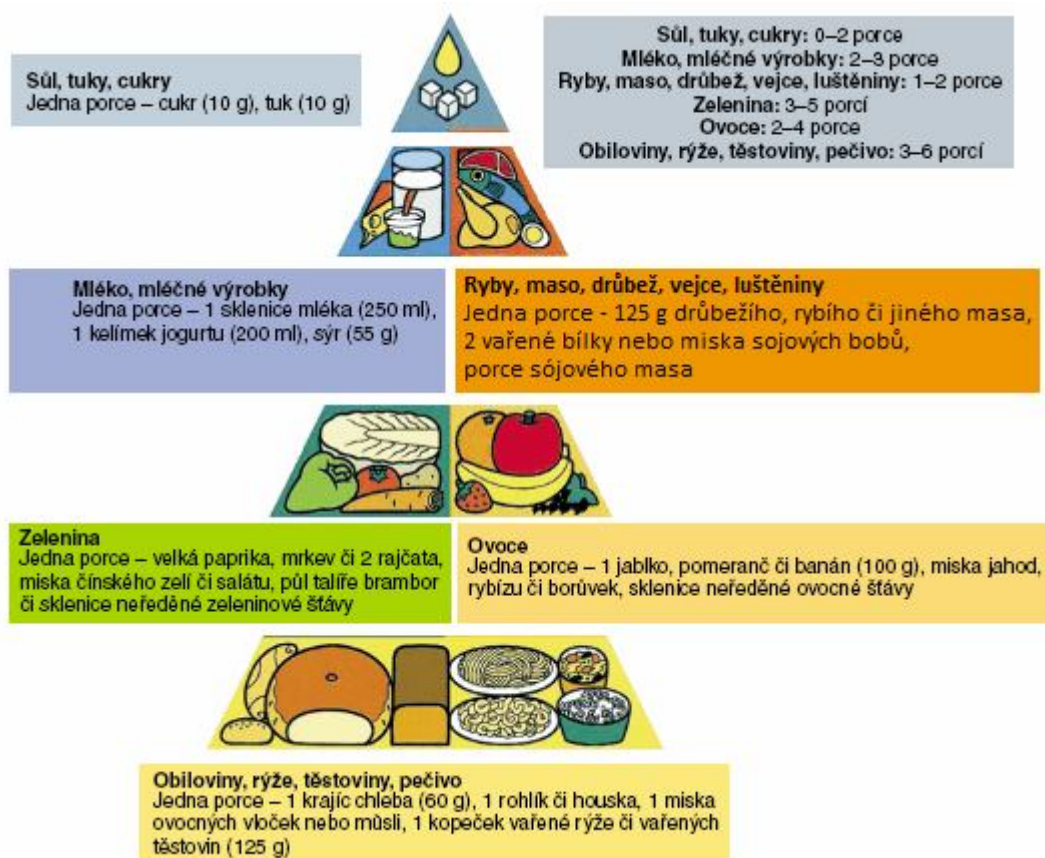 Sůl, tuky, cukry
Jedna porce – cukr (10 g), tuk (10 g)
Sůl, tuky, cukry: 0–2 porce
Mléko, mléčné výrobky: 2–3 porce
Ryby, maso, drůbež, vejce, luštěniny: 1–2 porce
Zelenina: 3–5 porcí
Ovoce: 2–4 porce
Obiloviny, rýže, těstoviny, pečivo: 3–6 porcí
Mléko, mléčné výrobky
Jedna porce – 1 sklenice mléka (250 ml),
1 kelímek jogurtu (200 ml), sýr (55 g)
Ryby, maso, drůbež, vejce, luštěniny
Jedna porce - 125 g drůbežího, rybího či jiného masa,
2 vařené bílky nebo miska sojových bobů,
porce sójového masa
Zelenina
Jedna porce – velká paprika, mrkev či 2 rajčata,
miska čínského zelí či salátu, půl talíře brambor
či sklenice neředěné zeleninové šťávy
Ovoce
Jedna porce – 1 jablko, pomeranč či banán (100 g), miska jahod,
rybízu či borůvek, sklenice neředěné ovocné šťávy
Obiloviny, rýže, těstoviny, pečivo
Jedna porce – 1 krajíc chleba (60 g), 1 rohlík či houska, 1 miska
ovocných vloček nebo müsli, 1 kopeček vařené rýže či vařených
těstovin (125 g)